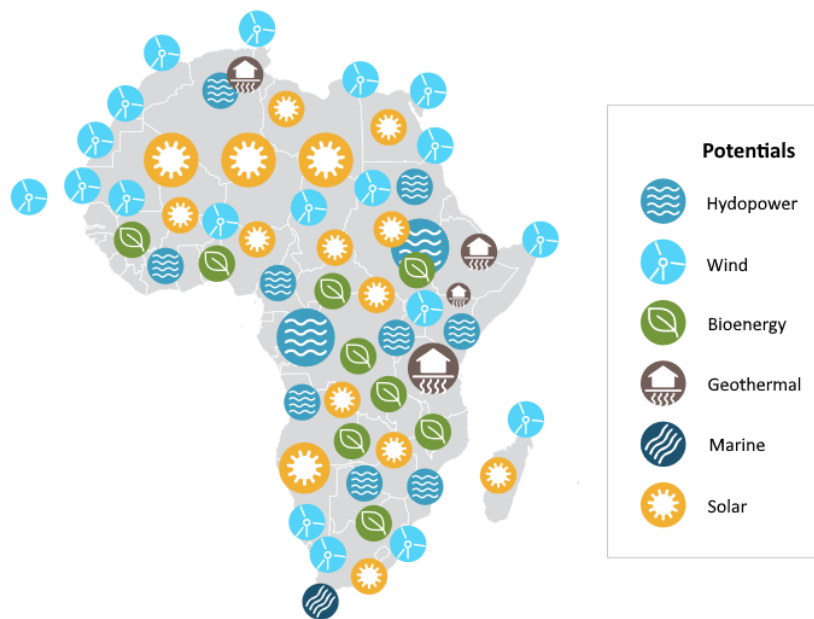 Potentials
Hydopower
Wind
Bioenergy
Geothermal
Marine
Solar